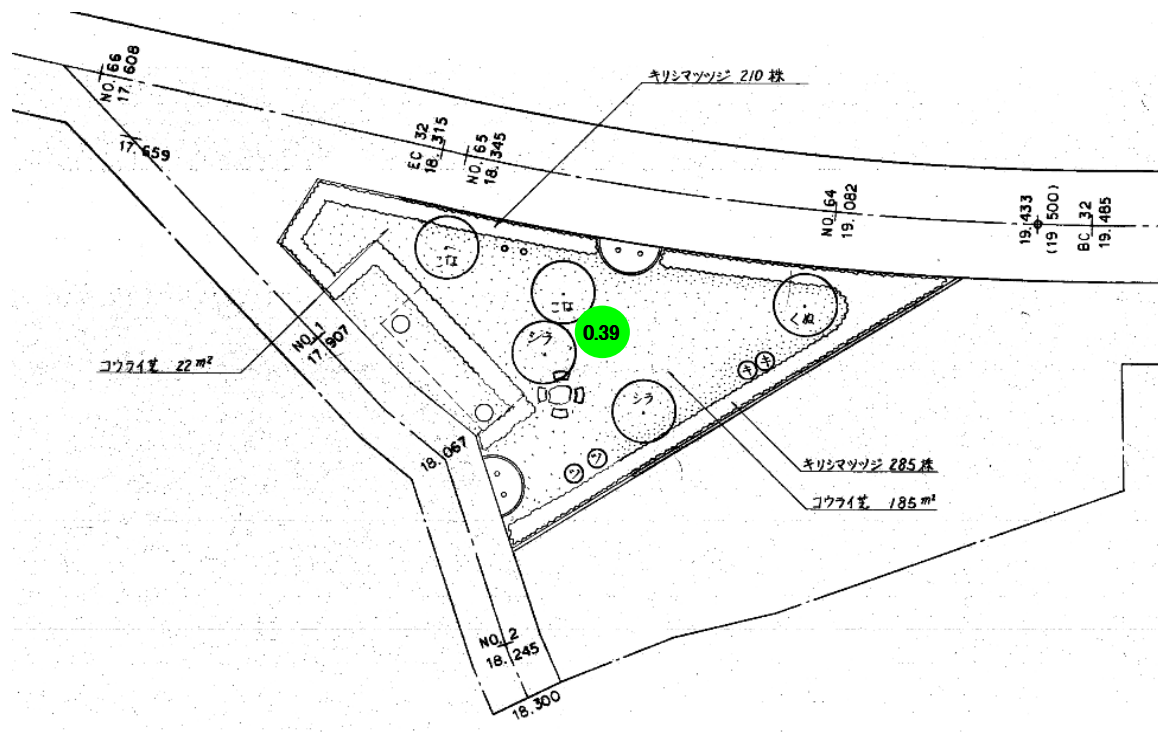 NO. 66
17. 608
17. 659
EC 32
18. 315
NO. 65
18. 345
キリシマツツジ 210 株
NO. 64
19. 082
19. 433
(19. 500)
BC 32
19. 485
こな
こな
くぬ
シラ
0.39
NO. 1
17. 907
コウライ芝 22 m²
キ
キ
シラ
ツ
ツ
18. 067
キリシマツツジ 285 株
コウライ芝 185 m²
NO. 2
18. 245
18. 300